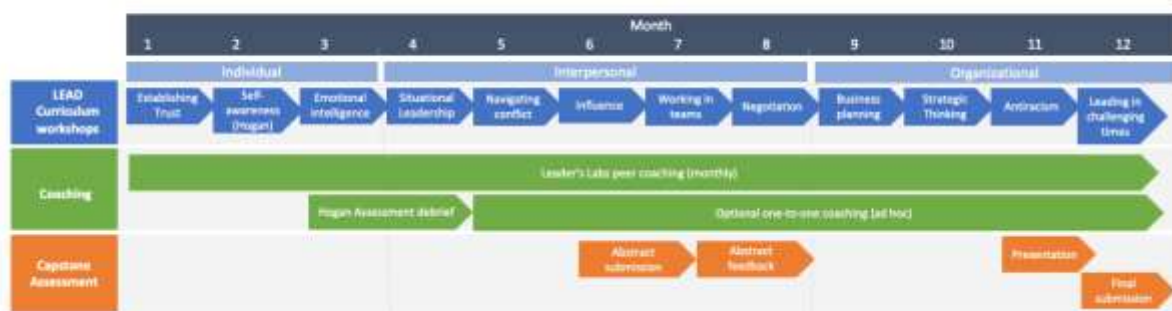 Month
1 2 3 4 5 6 7 8 9 10 11 12
Individual Interpersonal Organizational
LEAD
Curriculum
workshops
Establishing
Trust
Self-
awareness
(Hogan)
Emotional
intelligence
Situational
Leadership
Navigating
conflict
Influence
Working in
teams
Negotiation
Business
planning
Strategic
Thinking
Antiracism
Leading in
challenging
times
Coaching
Leader's Labs peer coaching (monthly)
Hogan Assessment debrief
Optional one-to-one coaching (ad hoc)
Capstone
Assessment
Abstract
submission
Abstract
feedback
Presentation
Final
submission